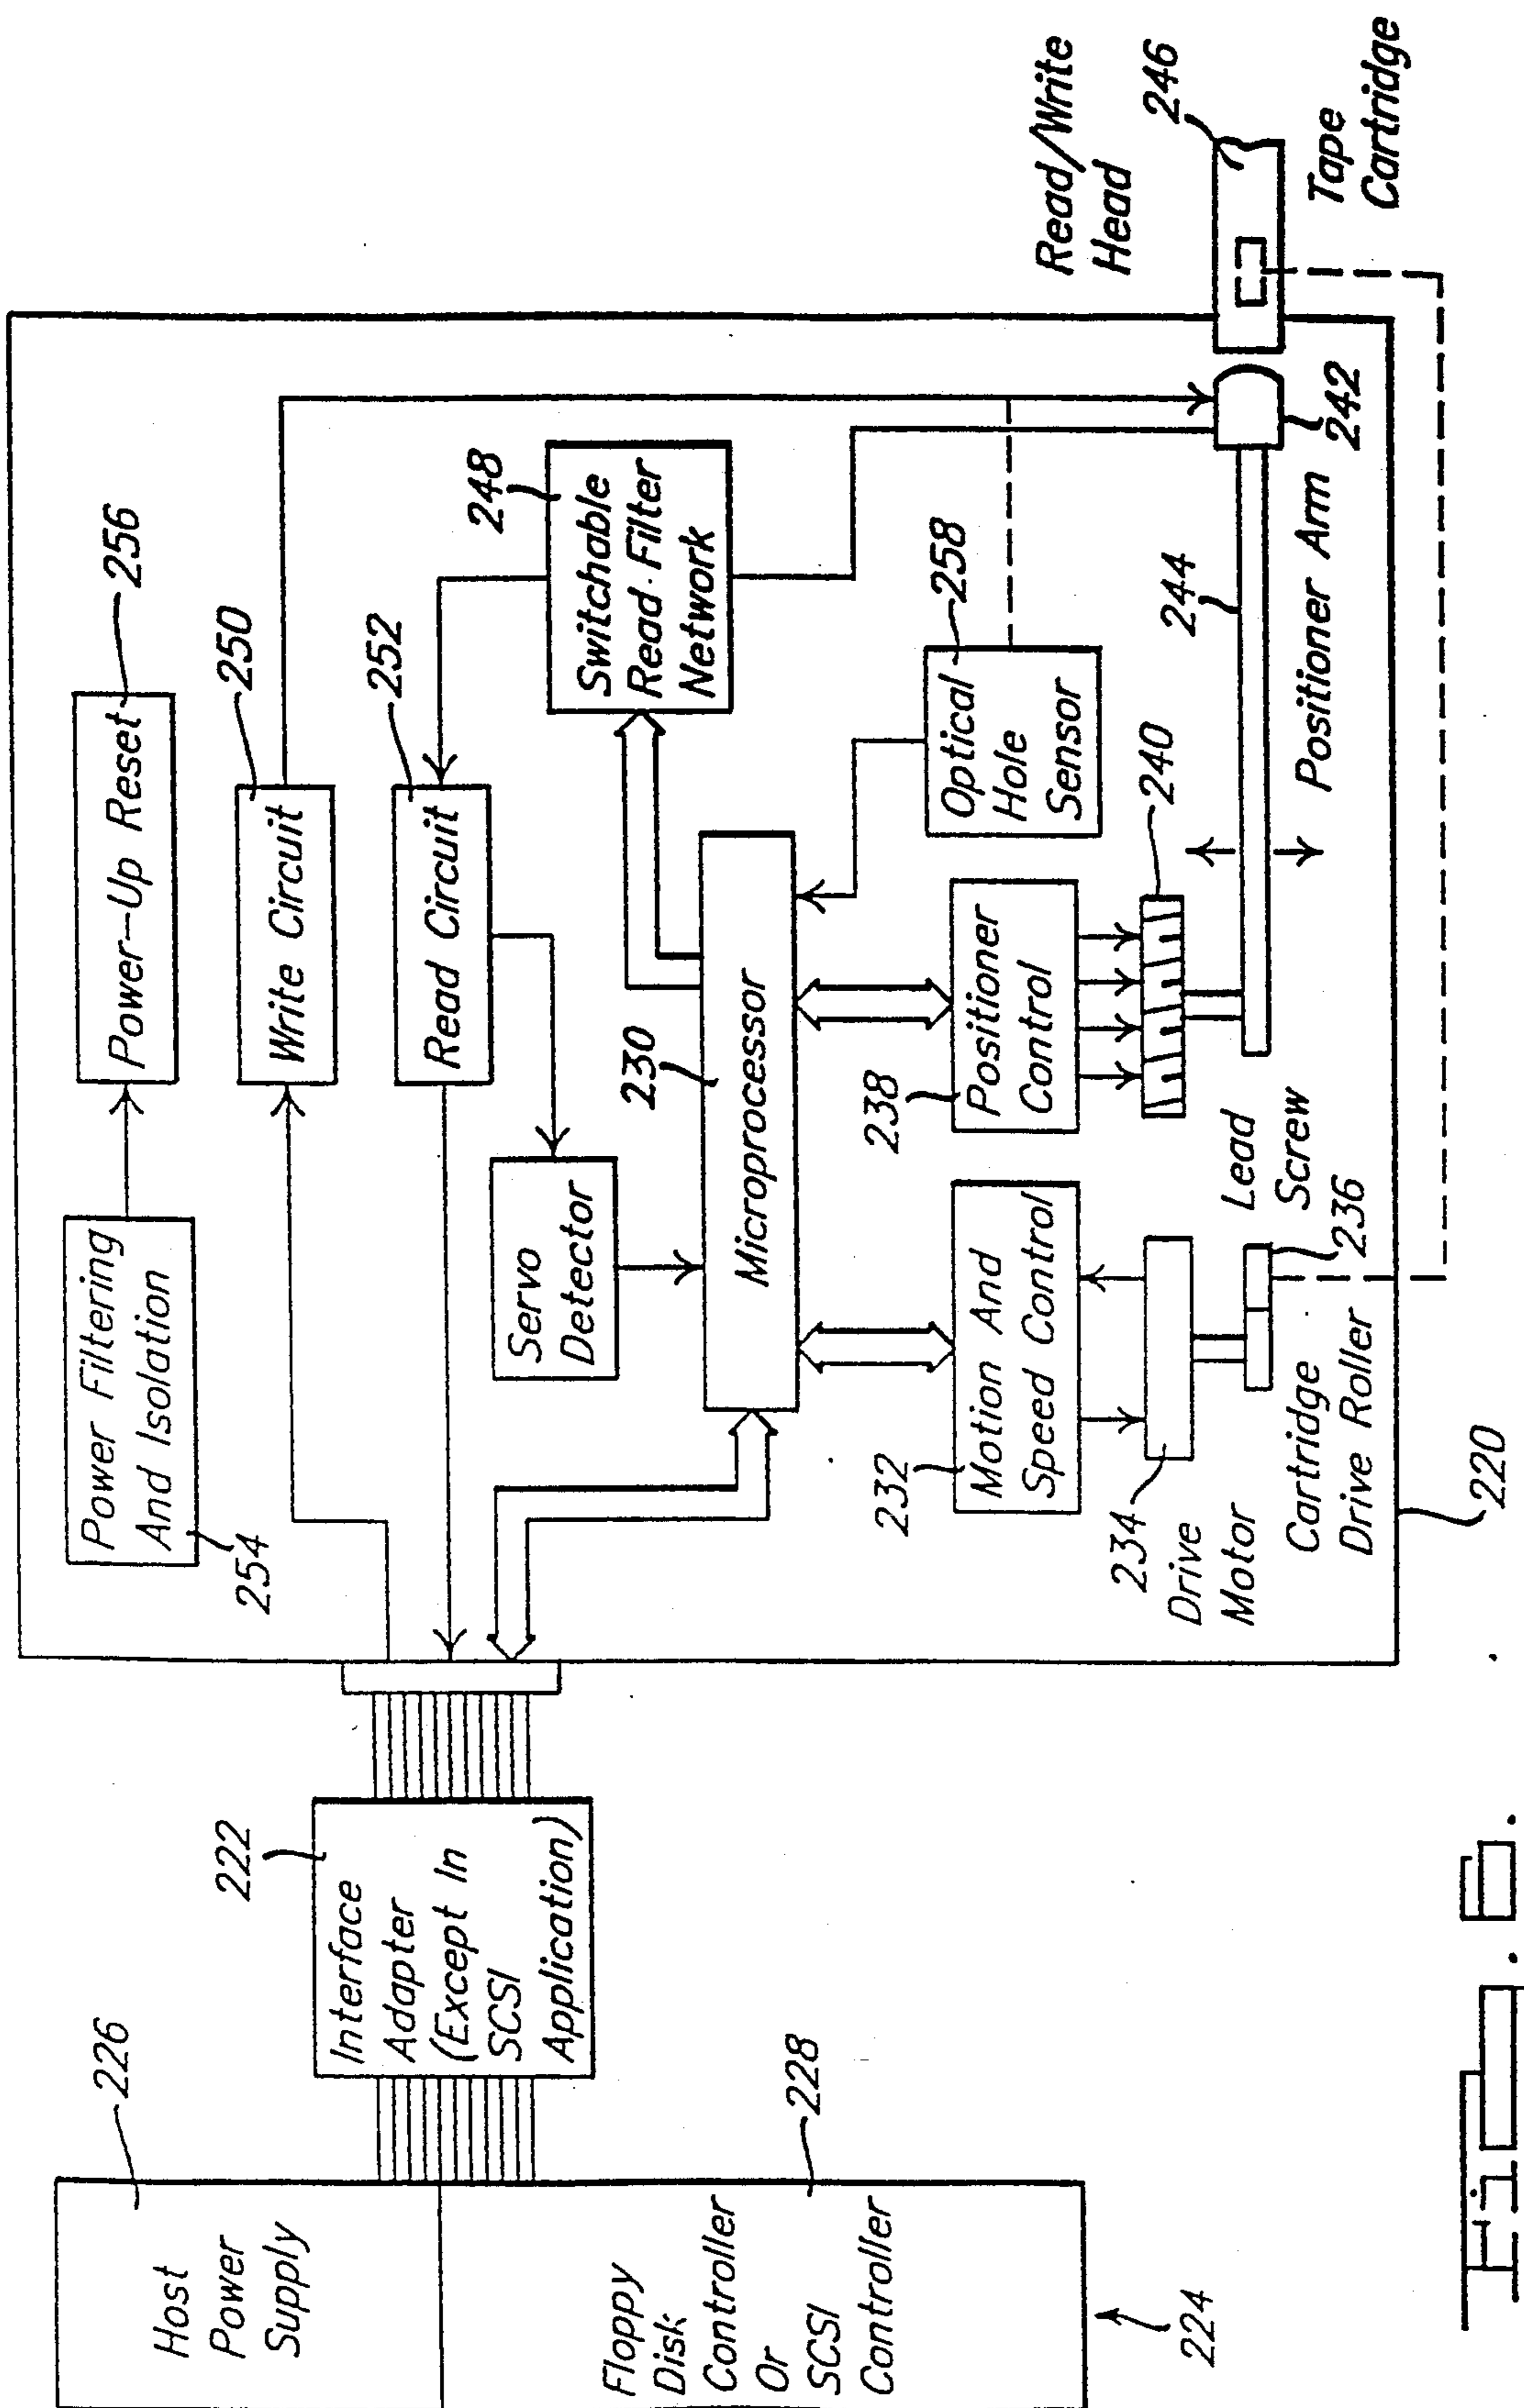 Host
Power
Supply
226
Floppy
Disk
Controller
Or
SCSI
Controller
228
224
222
Interface
Adapter
(Except In
SCSI
Application)
Power Filtering
And Isolation
254
Power-Up Reset
256
Write Circuit
250
Read Circuit
252
Servo
Detector
Switchable
Read-Filter
Network
248
230
Microprocessor
Optical
Hole
Sensor
258
232
Motion And
Speed Control
238
Positioner
Control
234
Drive
Motor
240
Lead
Screw
236
Cartridge
Drive Roller
244
Positioner Arm
242
Read/Write
Head
246
Tape
Cartridge
220
Fig. 6.